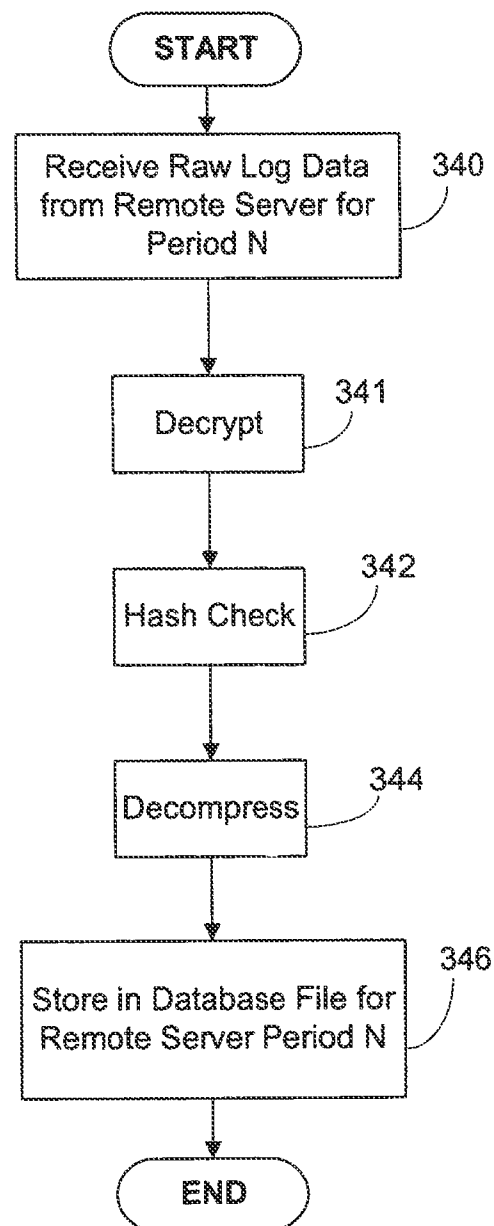 START
Receive Raw Log Data
from Remote Server for
Period N
340
Decrypt
341
Hash Check
342
Decompress
344
Store in Database File for
Remote Server Period N
346
END